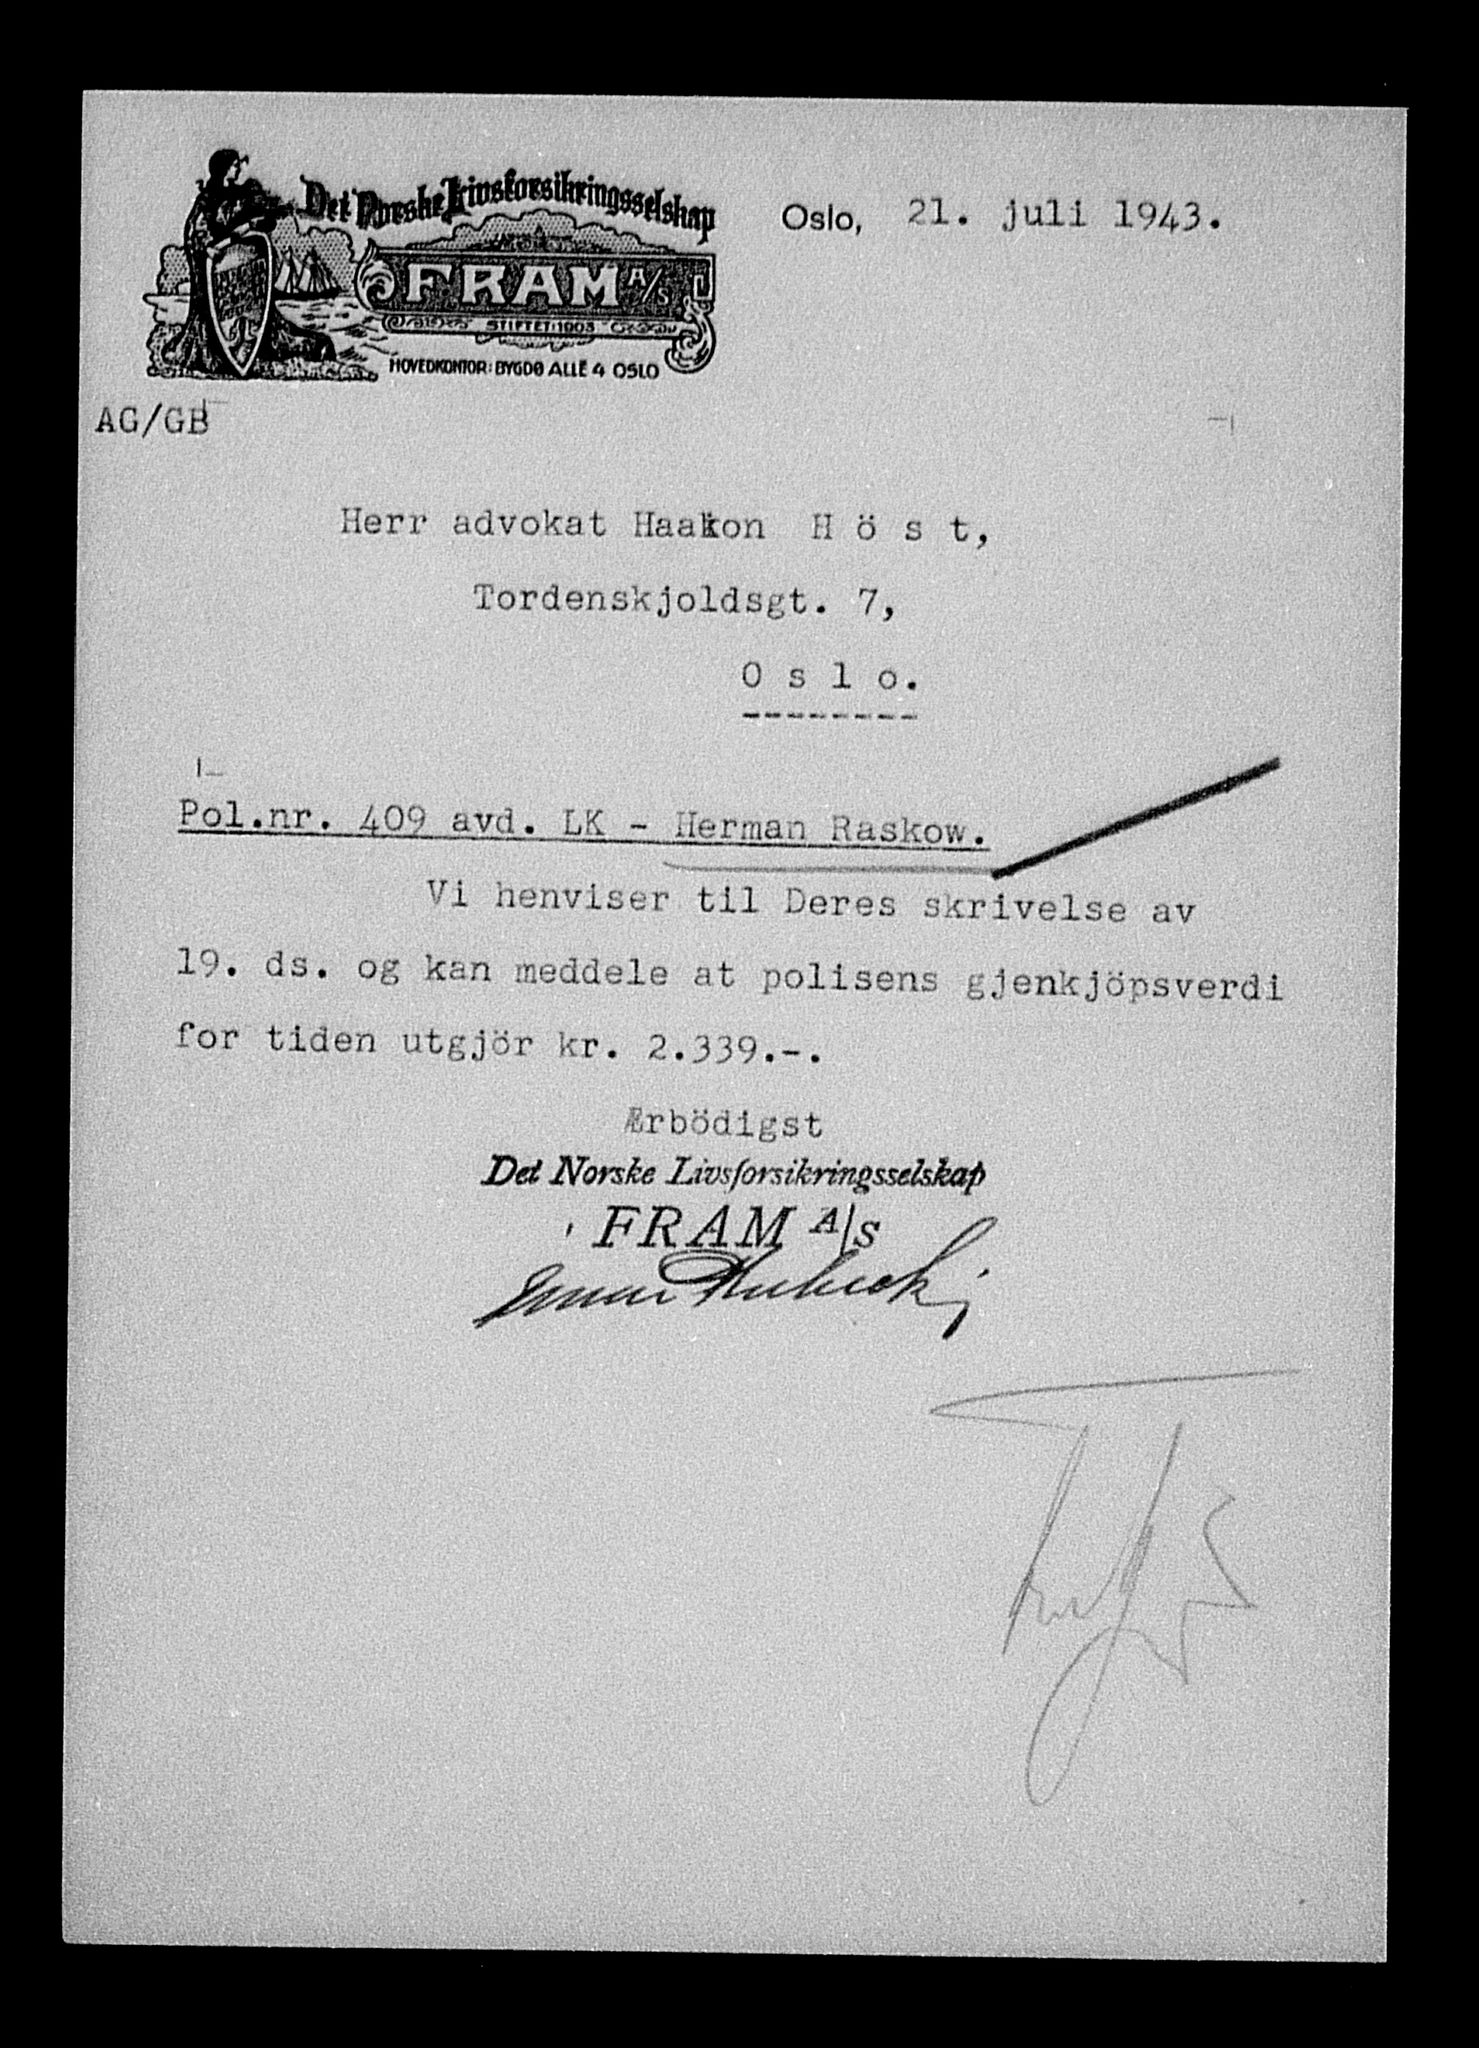 Det Norske Livsforsikringsselskap
FRAM A/S
STIFTET: 1903
HOVEDKONTOR: BYGDØ ALLE 4 OSLO
Oslo, 21. juli 1943.
AG/GB
Herr advokat Haakon H ö s t,
Tordenskjoldsgt. 7,
O s l o.
--------
Pol.nr. 409 avd. LK - Herman Raskow.
Vi henviser til Deres skrivelse av
19. ds. og kan meddele at polisens gjenkjöpsverdi
for tiden utgjör kr. 2.339.-.
Ærbödigst
Det Norske Livsforsikringsselskap
FRAM A/S